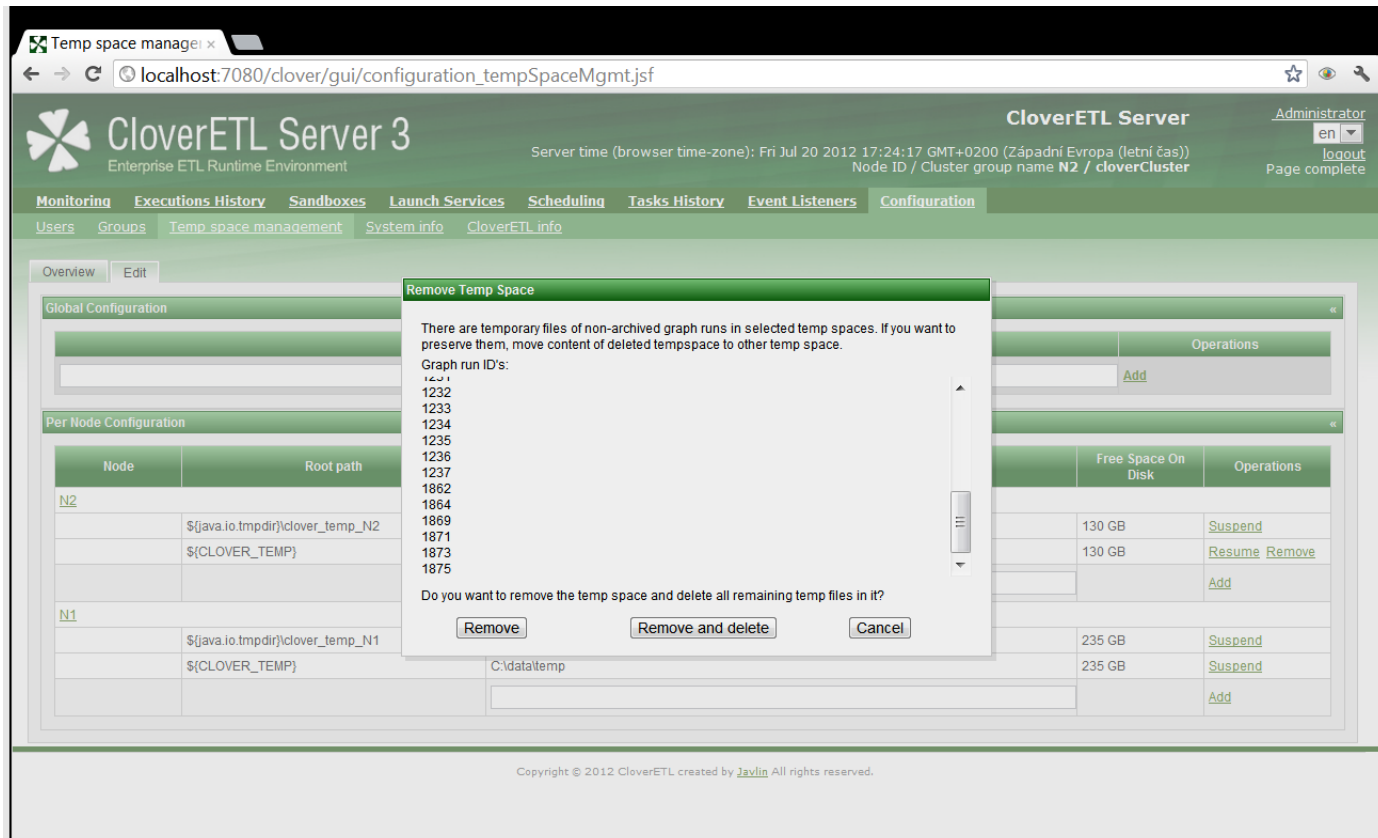 Temp space manager
localhost:7080/clover/gui/configuration_tempSpaceMgmt.jsf
CloverETL Server 3
Enterprise ETL Runtime Environment
CloverETL Server
Server time (browser time-zone): Fri Jul 20 2012 17:24:17 GMT+0200 (Západní Evropa (letní čas))
Node ID / Cluster group name N2 / cloverCluster
Administrator
en
logout
Page complete
Monitoring Executions History Sandboxes Launch Services Scheduling Tasks History Event Listeners Configuration
Users Groups Temp space management System info CloverETL info
Overview Edit
Global Configuration «
Operations
Add
Per Node Configuration «
Node Root path Free Space On Disk Operations
N2
${java.io.tmpdir}\clover_temp_N2 130 GB Suspend
${CLOVER_TEMP} 130 GB Resume Remove
Add
N1
${java.io.tmpdir}\clover_temp_N1 235 GB Suspend
${CLOVER_TEMP} C:\data\temp 235 GB Suspend
Add
Remove Temp Space
There are temporary files of non-archived graph runs in selected temp spaces. If you want to
preserve them, move content of deleted tempspace to other temp space.
Graph run ID's:
1231
1232
1233
1234
1235
1236
1237
1862
1864
1869
1871
1873
1875
Do you want to remove the temp space and delete all remaining temp files in it?
Remove Remove and delete Cancel
Copyright © 2012 CloverETL created by Javlin All rights reserved.